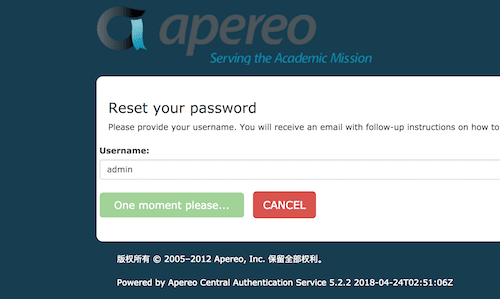 apereo
Serving the Academic Mission
Reset your password
Please provide your username. You will receive an email with follow-up instructions on how to
Username:
admin
One moment please...
CANCEL
版权所有 © 2005–2012 Apereo, Inc. 保留全部权利。
Powered by Apereo Central Authentication Service 5.2.2 2018-04-24T02:51:06Z